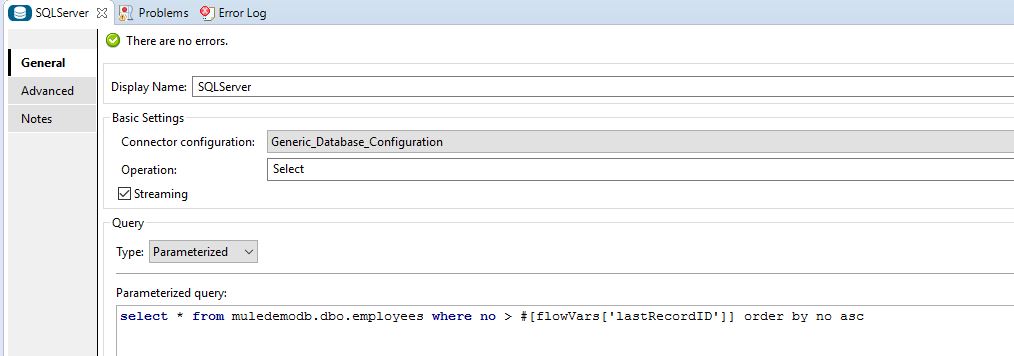 SQLServer Problems Error Log
There are no errors.
General
Advanced
Notes
Display Name: SQLServer
Basic Settings
Connector configuration: Generic_Database_Configuration
Operation: Select
Streaming
Query
Type: Parameterized
Parameterized query:
select * from muledemodb.dbo.employees where no > #[flowVars['lastRecordID']] order by no asc